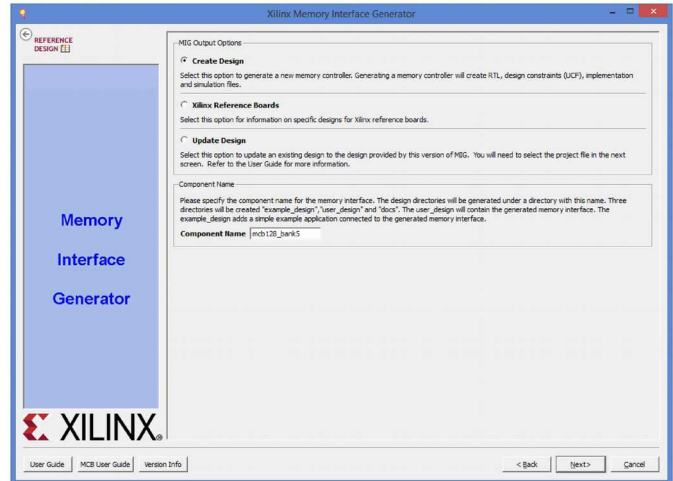 Xilinx Memory Interface Generator
REFERENCE
DESIGN
MIG Output Options
Create Design
Select this option to generate a new memory controller. Generating a memory controller will create RTL, design constraints (UCF), implementation
and simulation files.
Xilinx Reference Boards
Select this option for information on specific designs for Xilinx reference boards.
Update Design
Select this option to update an existing design to the design provided by this version of MIG. You will need to select the project file in the next
screen. Refer to the User Guide for more information.
Component Name
Please specify the component name for the memory interface. The design directories will be generated under a directory with this name. Three
directories will be created "example_design","user_design" and "docs". The user_design will contain the generated memory interface. The
example_design adds a simple example application connected to the generated memory interface.
Component Name mcb128_bank5
Memory
Interface
Generator
XILINX®
User Guide MCB User Guide Version Info < Back Next> Cancel